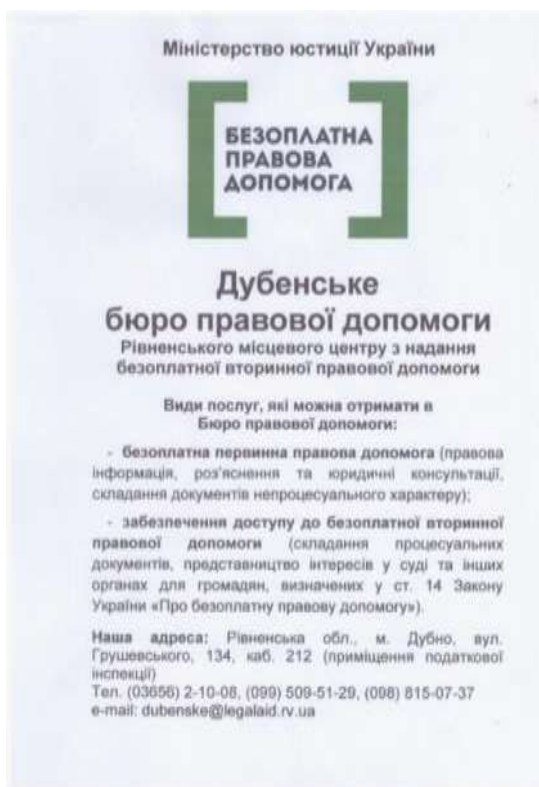 Міністерство юстиції України
БЕЗОПЛАТНА
ПРАВОВА
ДОПОМОГА
Дубенське
бюро правової допомоги
Рівненського місцевого центру з надання
безоплатної вторинної правової допомоги
Види послуг, які можна отримати в
Бюро правової допомоги:
- безоплатна первинна правова допомога (правова
інформація, роз'яснення та юридичні консультації,
складання документів непроцесуального характеру);
- забезпечення доступу до безоплатної вторинної
правової допомоги (складання процесуальних
документів, представництво інтересів у суді та інших
органах для громадян, визначених у ст. 14 Закону
України «Про безоплатну правову допомогу»).
Наша адреса: Рівненська обл., м. Дубно, вул.
Грушевського, 134, каб. 212 (приміщення податкової
інспекції)
Тел. (03656) 2-10-08, (099) 509-51-29, (098) 815-07-37
e-mail: dubenske@legalaid.rv.ua